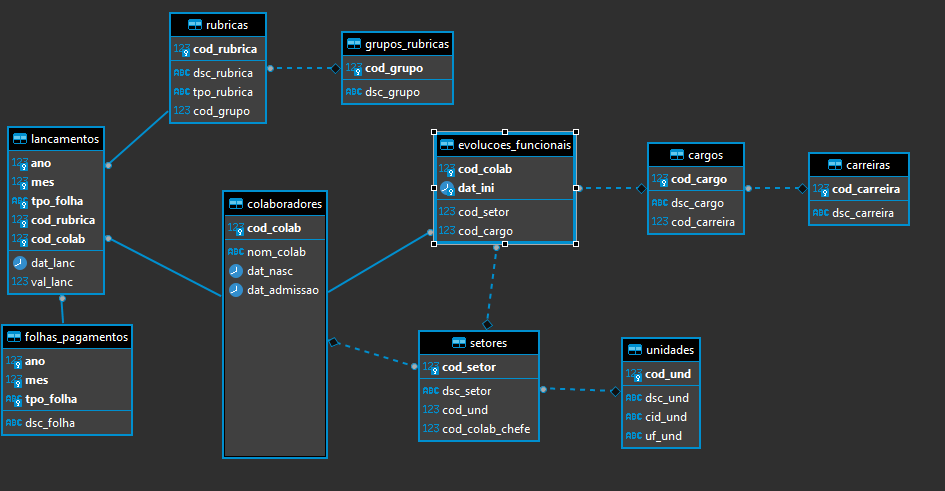 rubricas
123 cod_rubrica
ABC dsc_rubrica
ABC tpo_rubrica
123 cod_grupo
grupos_rubricas
123 cod_grupo
ABC dsc_grupo
lancamentos
123 ano
123 mes
ABC tpo_folha
123 cod_rubrica
123 cod_colab
dat_lanc
123 val_lanc
folhas_pagamentos
123 ano
123 mes
ABC tpo_folha
ABC dsc_folha
colaboradores
123 cod_colab
ABC nom_colab
dat_nasc
dat_admissao
evolucoes_funcionais
123 cod_colab
dat_ini
123 cod_setor
123 cod_cargo
cargos
123 cod_cargo
ABC dsc_cargo
123 cod_carreira
carreiras
123 cod_carreira
ABC dsc_carreira
setores
123 cod_setor
ABC dsc_setor
123 cod_und
123 cod_colab_chefe
unidades
123 cod_und
ABC dsc_und
ABC cid_und
ABC uf_und